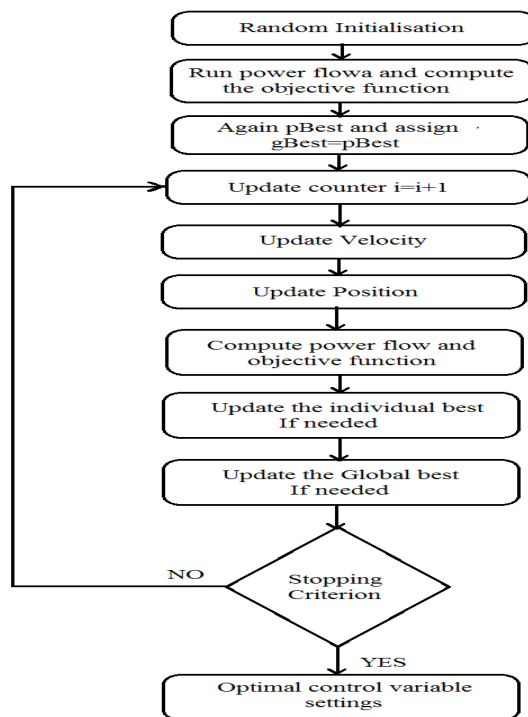 Random Initialisation
Run power flowa and compute
the objective function
Again pBest and assign
gBest=pBest
Update counter i=i+1
Update Velocity
Update Position
Compute power flow and
objective function
Update the individual best
If needed
Update the Global best
If needed
NO
Stopping
Criterion
YES
Optimal control variable
settings